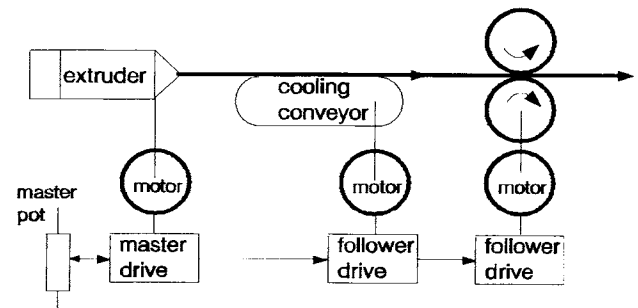 extruder
cooling
conveyor
motor
motor
motor
master
pot
master
drive
follower
drive
follower
drive